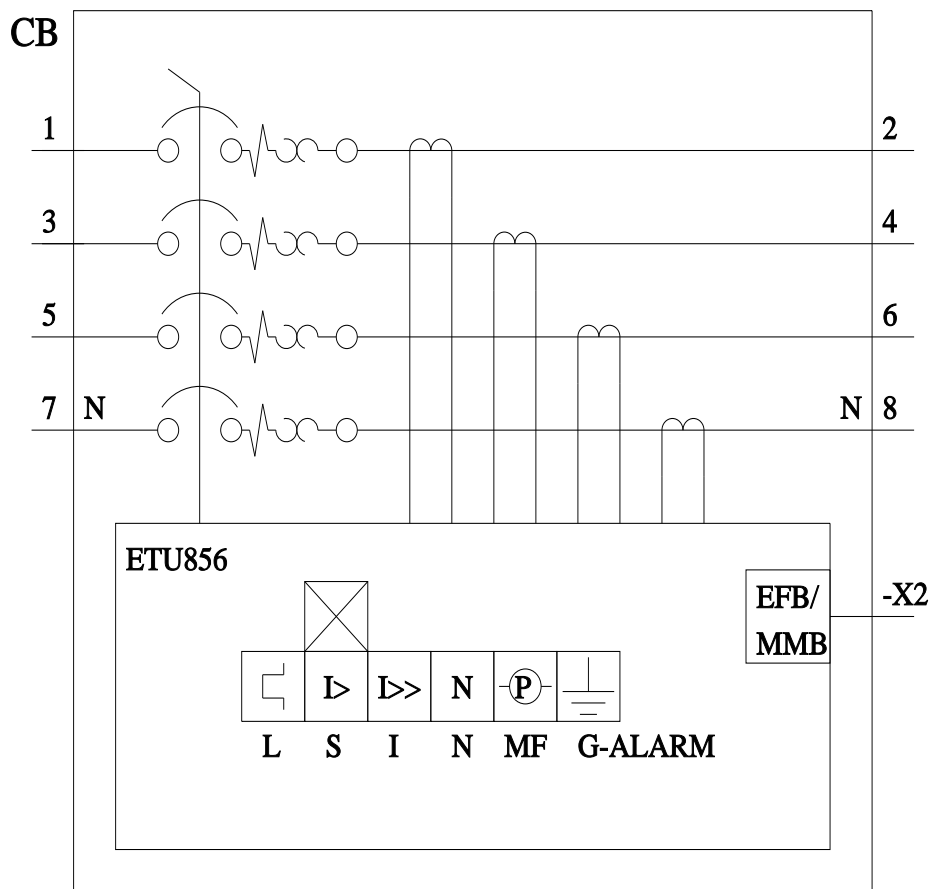 CB
1 2
3 4
5 6
7 N N 8
ETU856
EFB/
MMB
-X2
I> I>> N P
L S I N MF G-ALARM